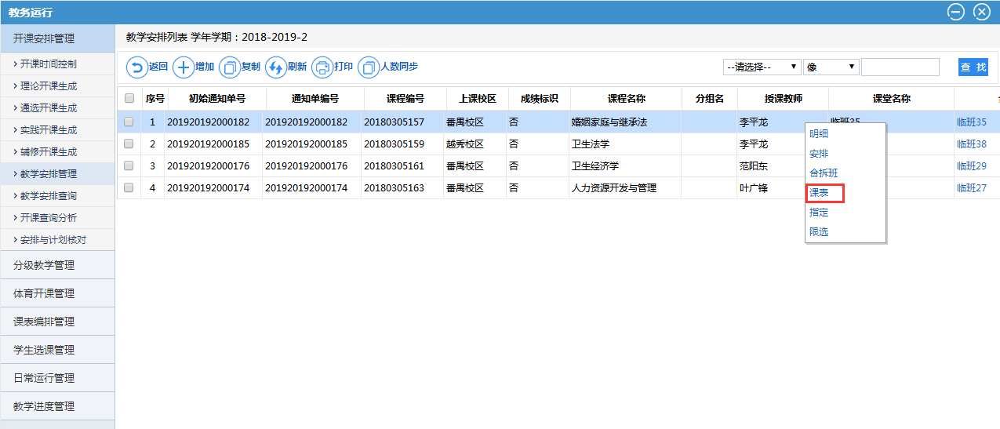 教务运行
开课安排管理
开课时间控制
理论开课生成
通选开课生成
实践开课生成
辅修开课生成
教学安排管理
教学安排查询
开课查询分析
安排与计划核对
分级教学管理
体育开课管理
课表编排管理
学生选课管理
日常运行管理
教学进度管理
教学安排列表 学年学期：2018-2019-2
返回 增加 复制 刷新 打印 人数同步 --请选择-- 像 查 找
序号 初始通知单号 通知单编号 课程编号 上课校区 成绩标识 课程名称 分组名 授课教师 课堂名称
1 201920192000182 201920192000182 20180305157 番禺校区 否 婚姻家庭与继承法 李平龙 临班35 临班35
2 201920192000185 201920192000185 20180305159 越秀校区 否 卫生法学 李平龙 临班38
3 201920192000176 201920192000176 20180305161 番禺校区 否 卫生经济学 范阳东 临班29
4 201920192000174 201920192000174 20180305163 番禺校区 否 人力资源开发与管理 叶广锋 临班27
明细
安排
合拆班
课表
指定
限选